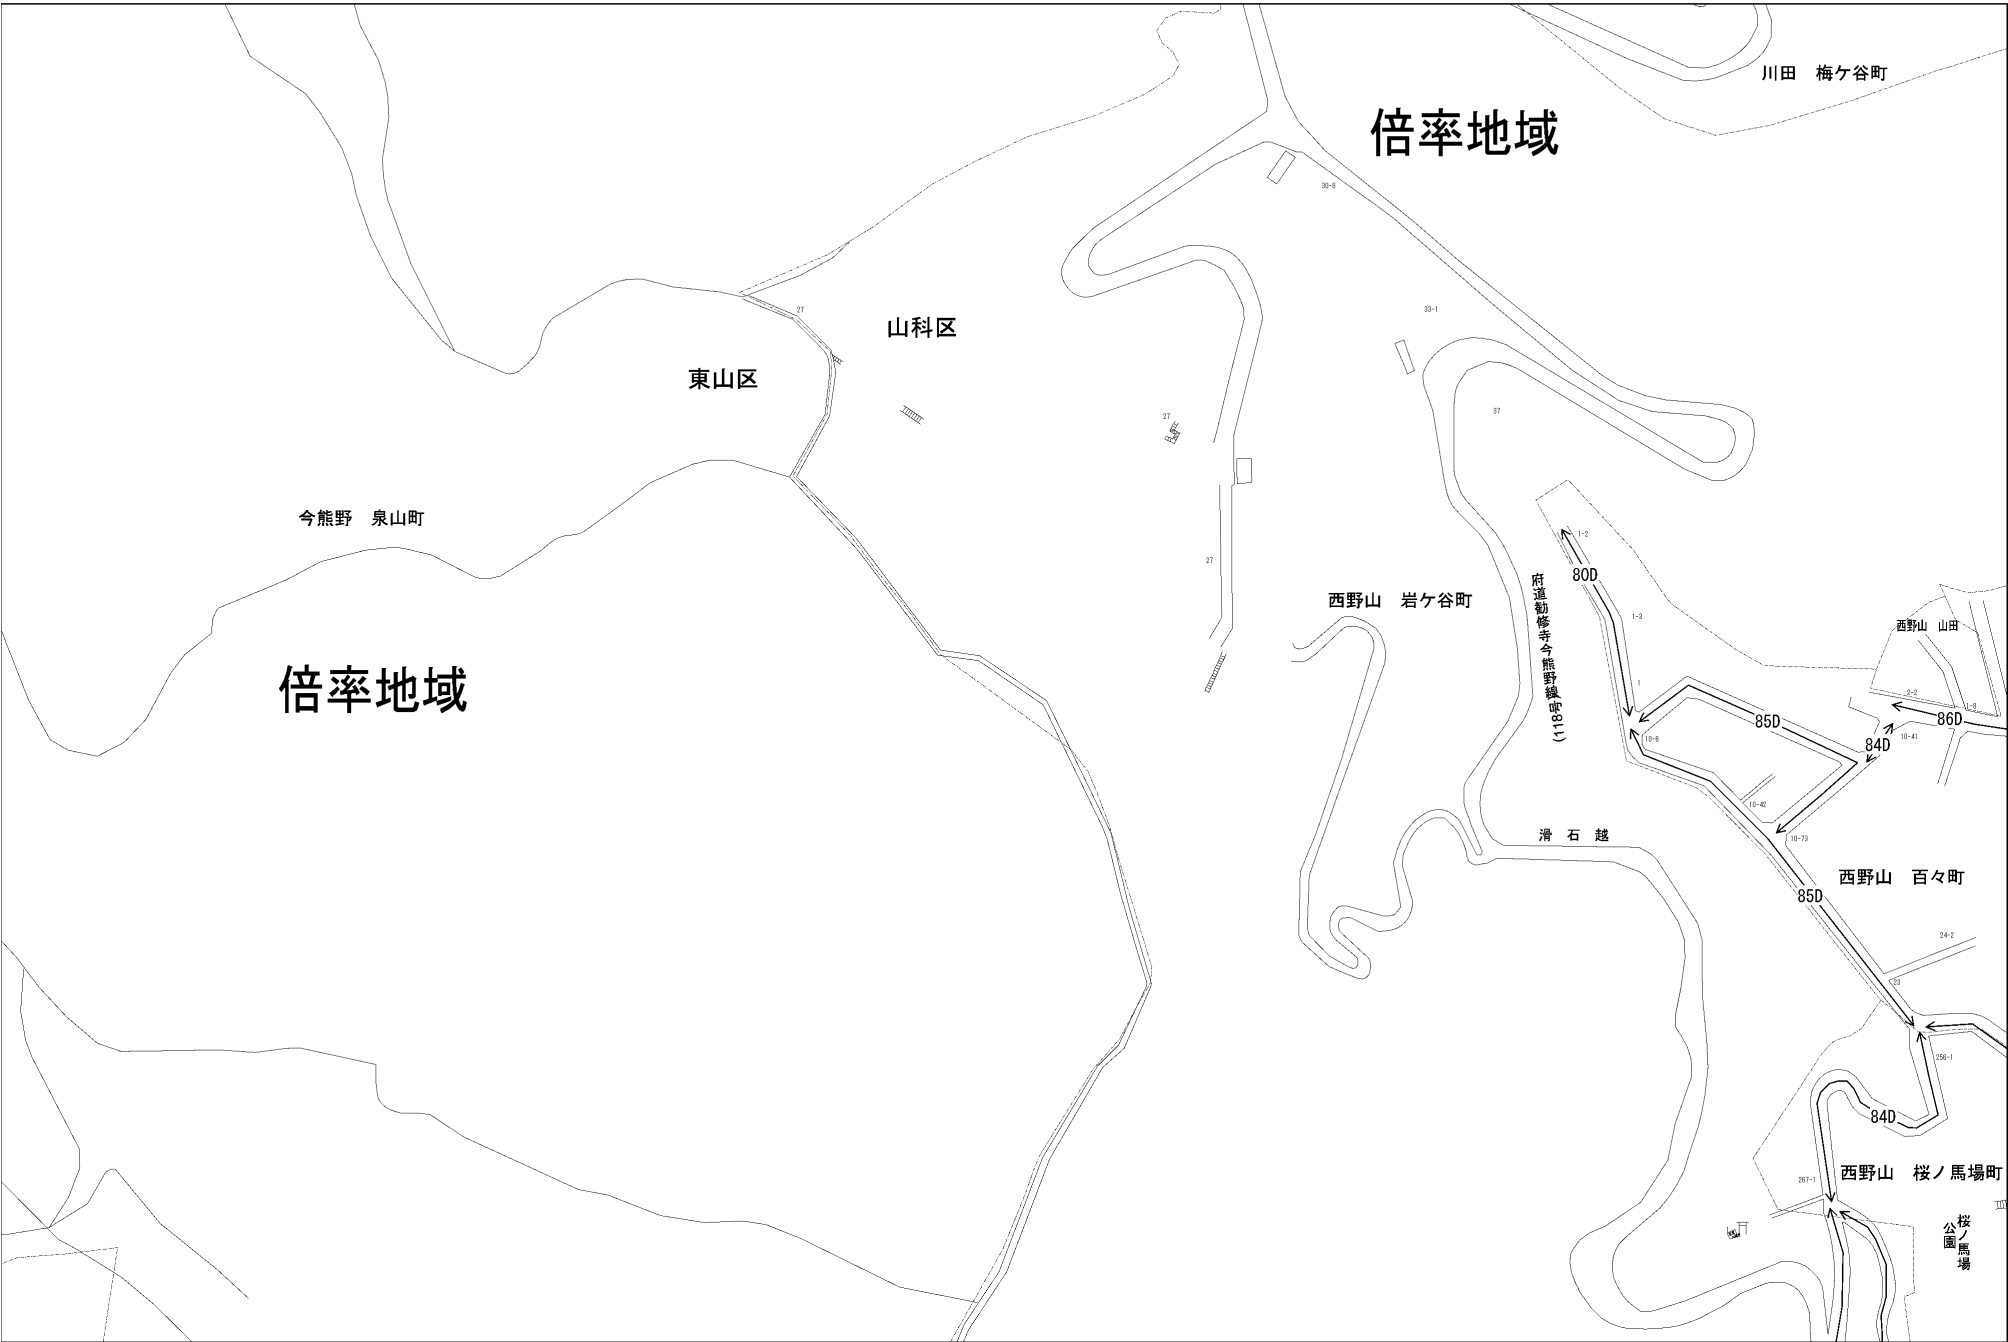 川田　梅ケ谷町
倍率地域
30-8
27
33-1
山科区
東山区
27
37
今熊野　泉山町
1-2
27
80D
西野山　岩ケ谷町
府道勧修寺今熊野線
(118号)
1-3
西野山　山田
1
2-2
1-8
倍率地域
85D
86D
10-6
84D
10-41
10-42
滑石越
10-73
西野山　百々町
85D
24-2
23
256-1
84D
267-1
西野山　桜ノ馬場町
桜ノ馬場
公園